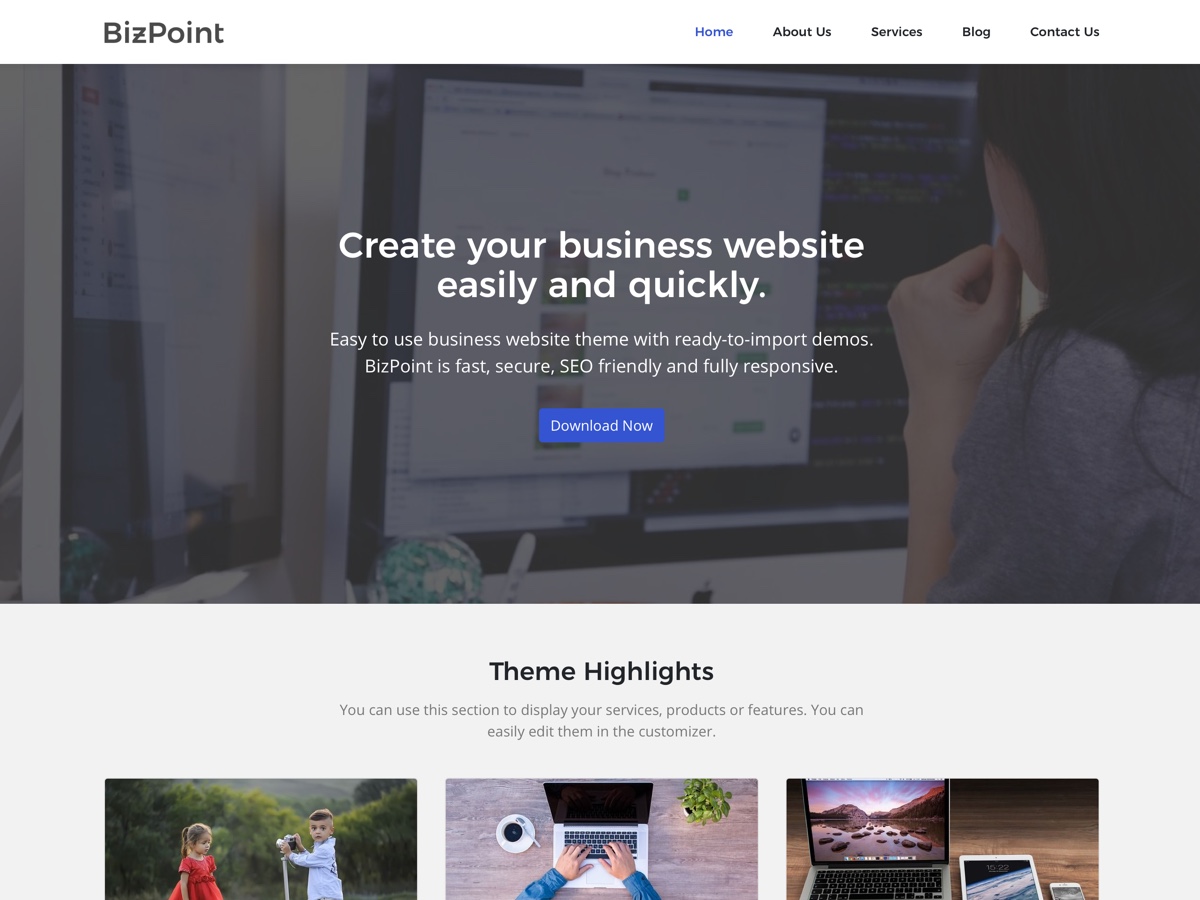 BizPoint
Home
About Us
Services
Blog
Contact Us
Create your business website
easily and quickly.
Easy to use business website theme with ready-to-import demos.
BizPoint is fast, secure, SEO friendly and fully responsive.
Download Now
Theme Highlights
You can use this section to display your services, products or features. You can
easily edit them in the customizer.
15:22